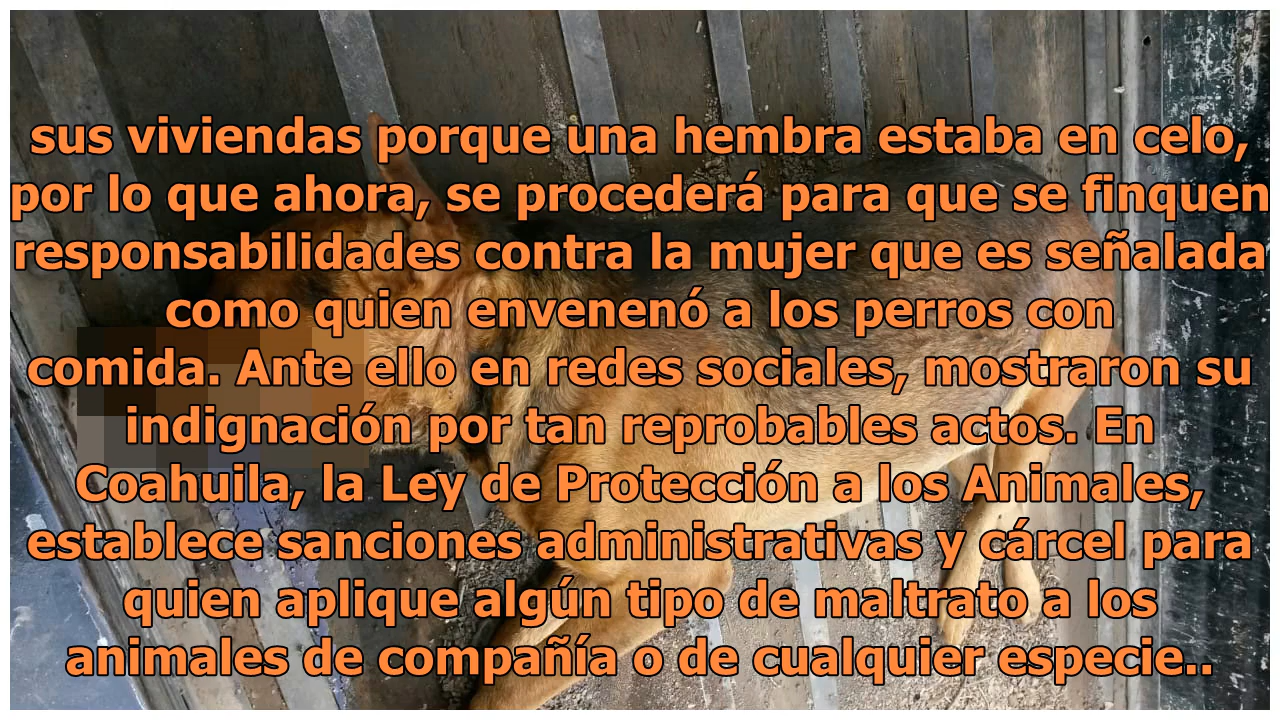 sus viviendas porque una hembra estaba en celo,
por lo que ahora, se procederá para que se finquen
responsabilidades contra la mujer que es señalada
como quien envenenó a los perros con
comida. Ante ello en redes sociales, mostraron su
indignación por tan reprobables actos. En
Coahuila, la Ley de Protección a los Animales,
establece sanciones administrativas y cárcel para
quien aplique algún tipo de maltrato a los
animales de compañía o de cualquier especie..